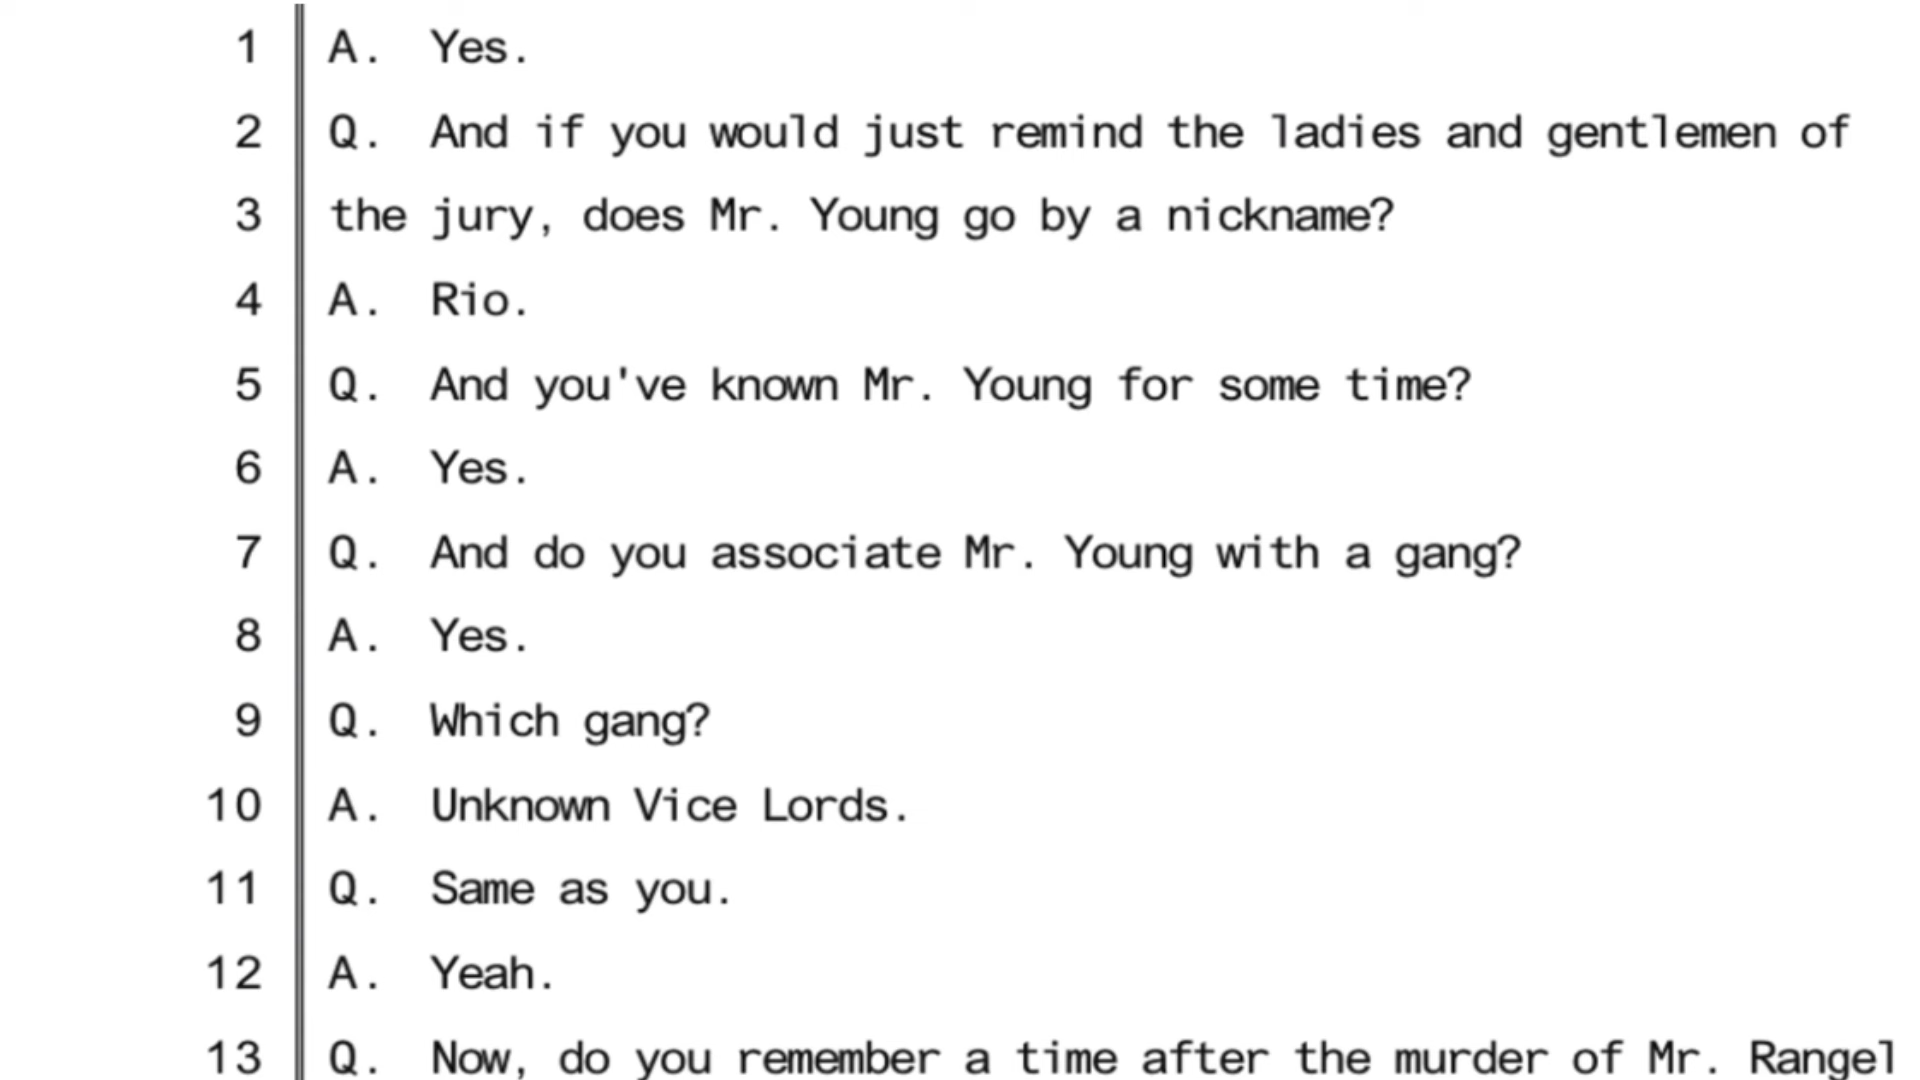 1 A. Yes.
2 Q. And if you would just remind the ladies and gentlemen of
3 the jury, does Mr. Young go by a nickname?
4 A. Rio.
5 Q. And you've known Mr. Young for some time?
6 A. Yes.
7 Q. And do you associate Mr. Young with a gang?
8 A. Yes.
9 Q. Which gang?
10 A. Unknown Vice Lords.
11 Q. Same as you.
12 A. Yeah.
13 Q. Now, do you remember a time after the murder of Mr. Rangel